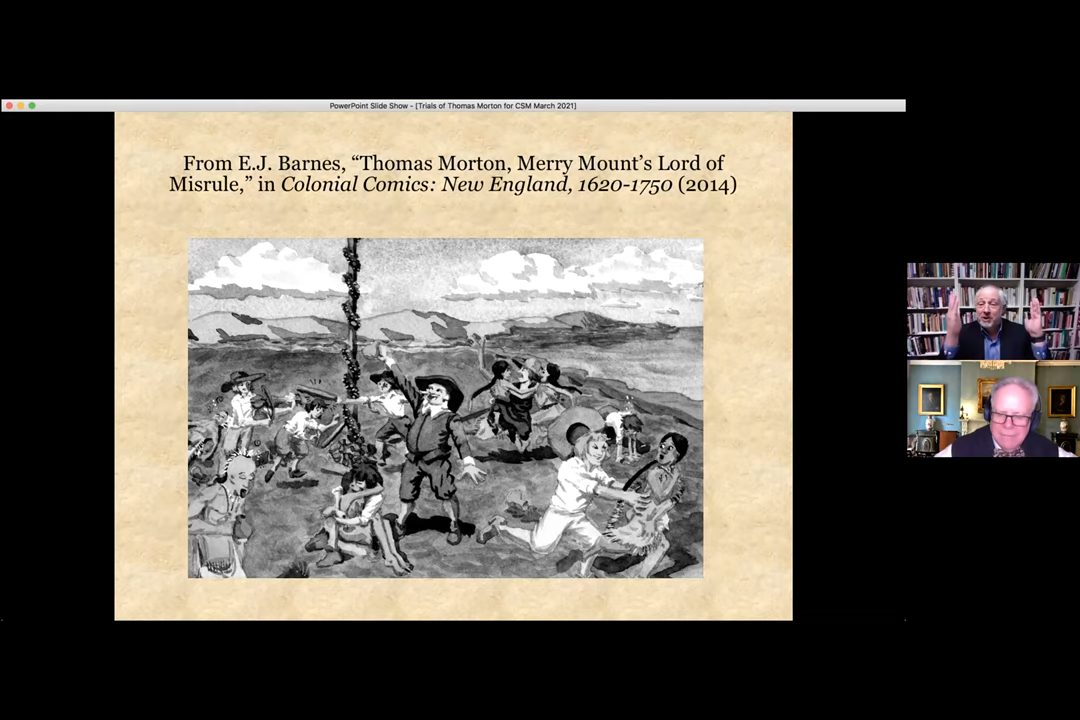 PowerPoint Slide Show - [Trials of Thomas Morton for CSM March 2021]
From E.J. Barnes, “Thomas Morton, Merry Mount’s Lord of
Misrule,” in Colonial Comics: New England, 1620-1750 (2014)